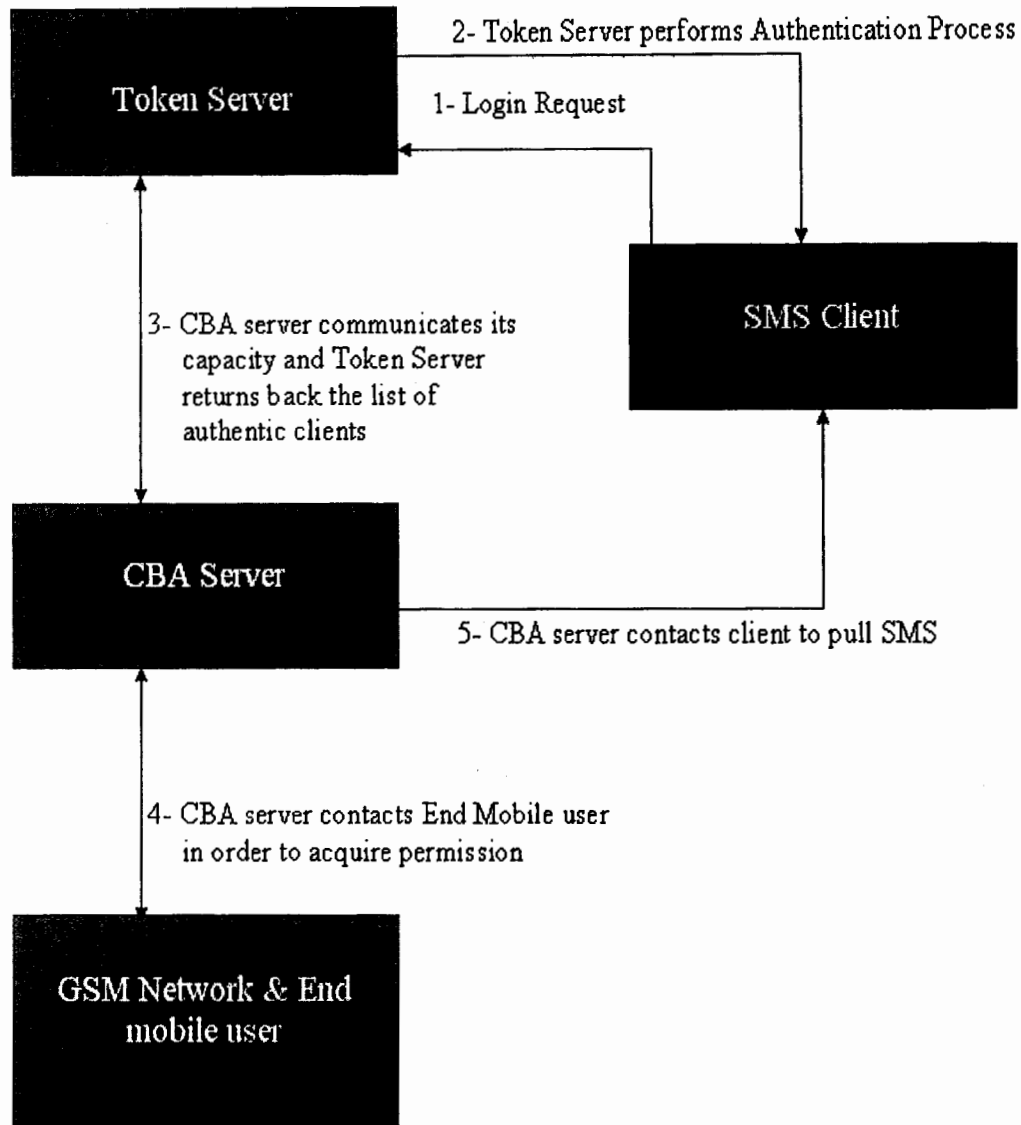 2- Token Server performs Authentication Process
Token Server
1- Login Request
SMS Client
3- CBA server communicates its
capacity and Token Server
returns back the list of
authentic clients
CBA Server
5- CBA server contacts client to pull SMS
4- CBA server contacts End Mobile user
in order to acquire permission
GSM Network & End
mobile user